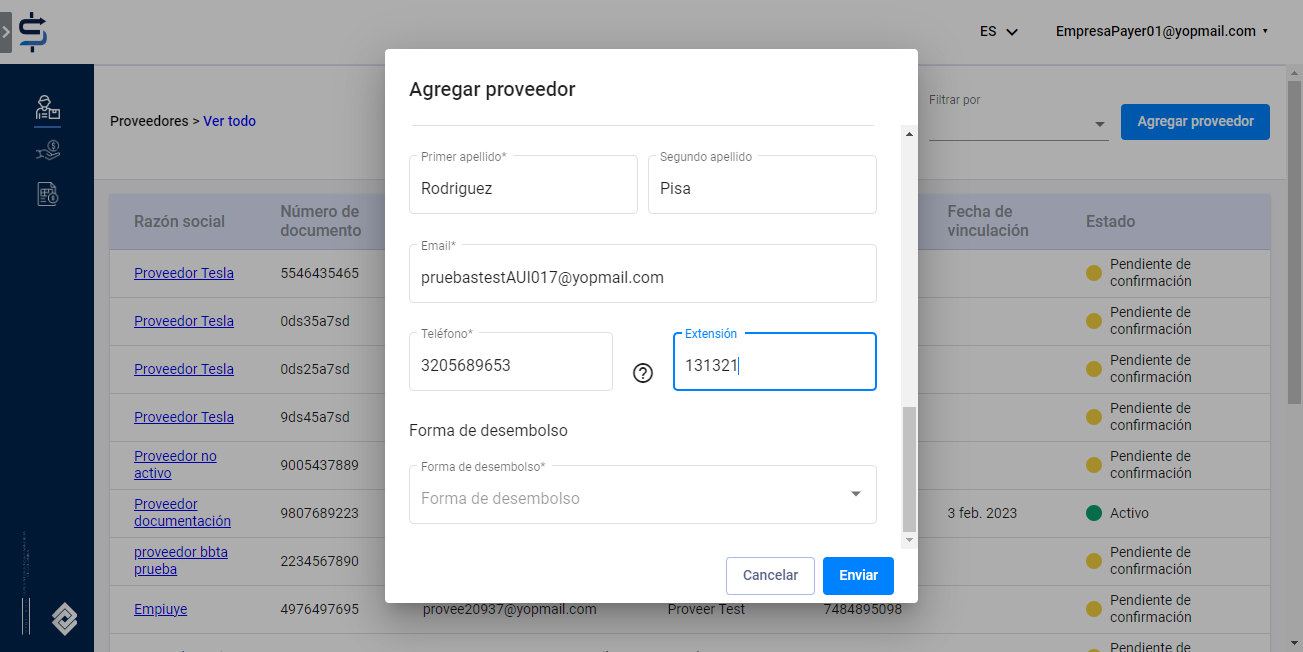 ES
EmpresaPayer01@yopmail.com
Proveedores > Ver todo
Filtrar por
Agregar proveedor
Agregar proveedor
Primer apellido*
Rodriguez
Segundo apellido
Pisa
Email*
pruebastestAUI017@yopmail.com
Teléfono*
3205689653
Extensión
131321
Forma de desembolso
Forma de desembolso*
Forma de desembolso
Cancelar
Enviar
Razón social
Número de
documento
Fecha de
vinculación
Estado
Proveedor Tesla
5546435465
Pendiente de
confirmación
Proveedor Tesla
0ds35a7sd
Pendiente de
confirmación
Proveedor Tesla
0ds25a7sd
Pendiente de
confirmación
Proveedor Tesla
9ds45a7sd
Pendiente de
confirmación
Proveedor no
activo
9005437889
Pendiente de
confirmación
Proveedor
documentación
9807689223
3 feb. 2023
Activo
proveedor bbta
prueba
2234567890
Pendiente de
confirmación
Empiuye
4976497695
provee20937@yopmail.com
Proveer Test
7484895098
Pendiente de
confirmación
Pendiente de